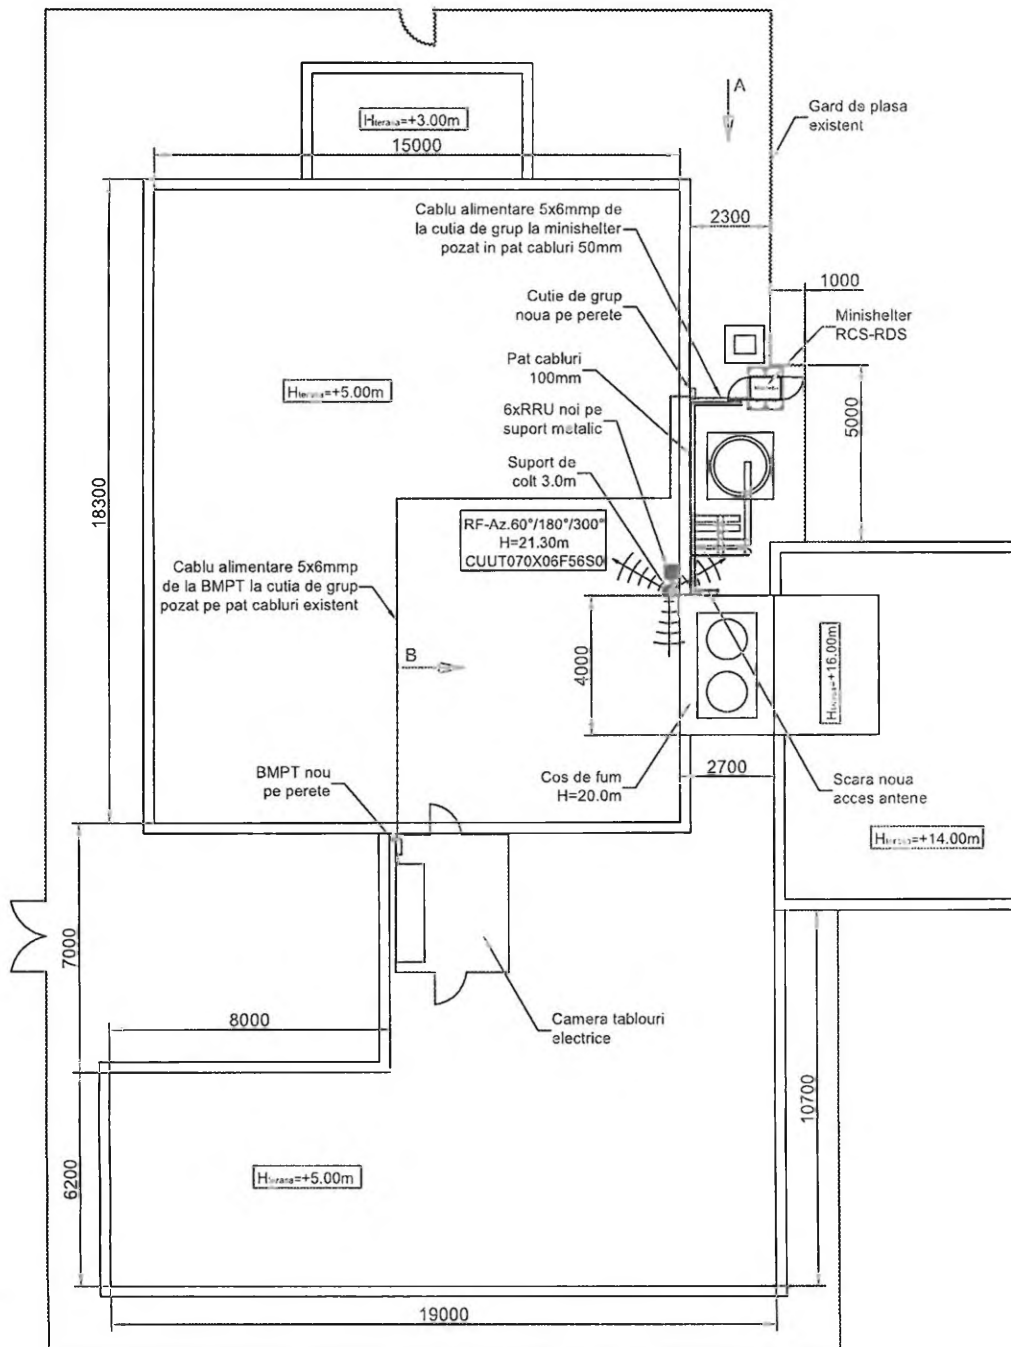 A
Gard de plasa
existent
Hterasa=+3.00m
15000
Cablu alimentare 5x6mmp de
la cutia de grup la minishelter
pozat in pat cabluri 50mm
2300
1000
Cutie de grup
noua pe perete
Minishelter
RCS-RDS
Pat cabluri
100mm
Hterasa=+5.00m
6xRRU noi pe
suport metalic
5000
Suport de
colt 3.0m
18300
RF-Az.60°/180°/300°
H=21.30m
CUUT070X06F56S0
Cablu alimentare 5x6mmp
de la BMPT la cutia de grup
pozat pe pat cabluri existent
B
4000
Hterasa=+16.00m
BMPT nou
pe perete
Cos de fum
H=20.0m
2700
Scara noua
acces antene
Hterasa=+14.00m
7000
8000
Camera tablouri
electrice
10700
6200
Hterasa=+5.00m
19000